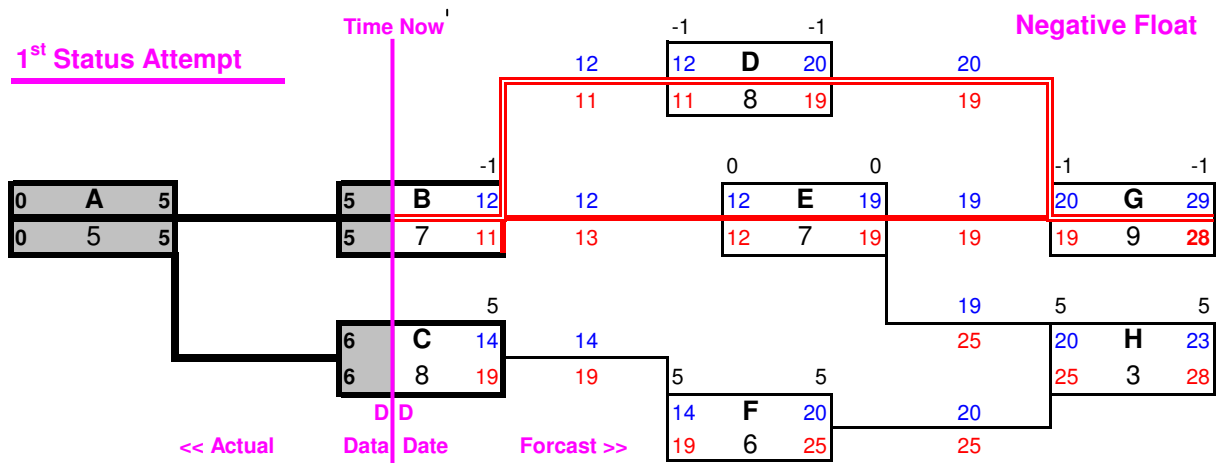 Time Now'
-1 -1
Negative Float
1st Status Attempt
12 12 D 20 20
11 11 8 19 19
-1 0 0 -1 -1
0 A 5 5 B 12 12 12 E 19 19 20 G 29
0 5 5 5 7 11 13 12 7 19 19 19 9 28
5 19 5 5
6 C 14 14 25 20 H 23
6 8 19 19 5 5 25 3 28
D D 14 F 20 20
<< Actual Data Date Forcast >> 19 6 25 25